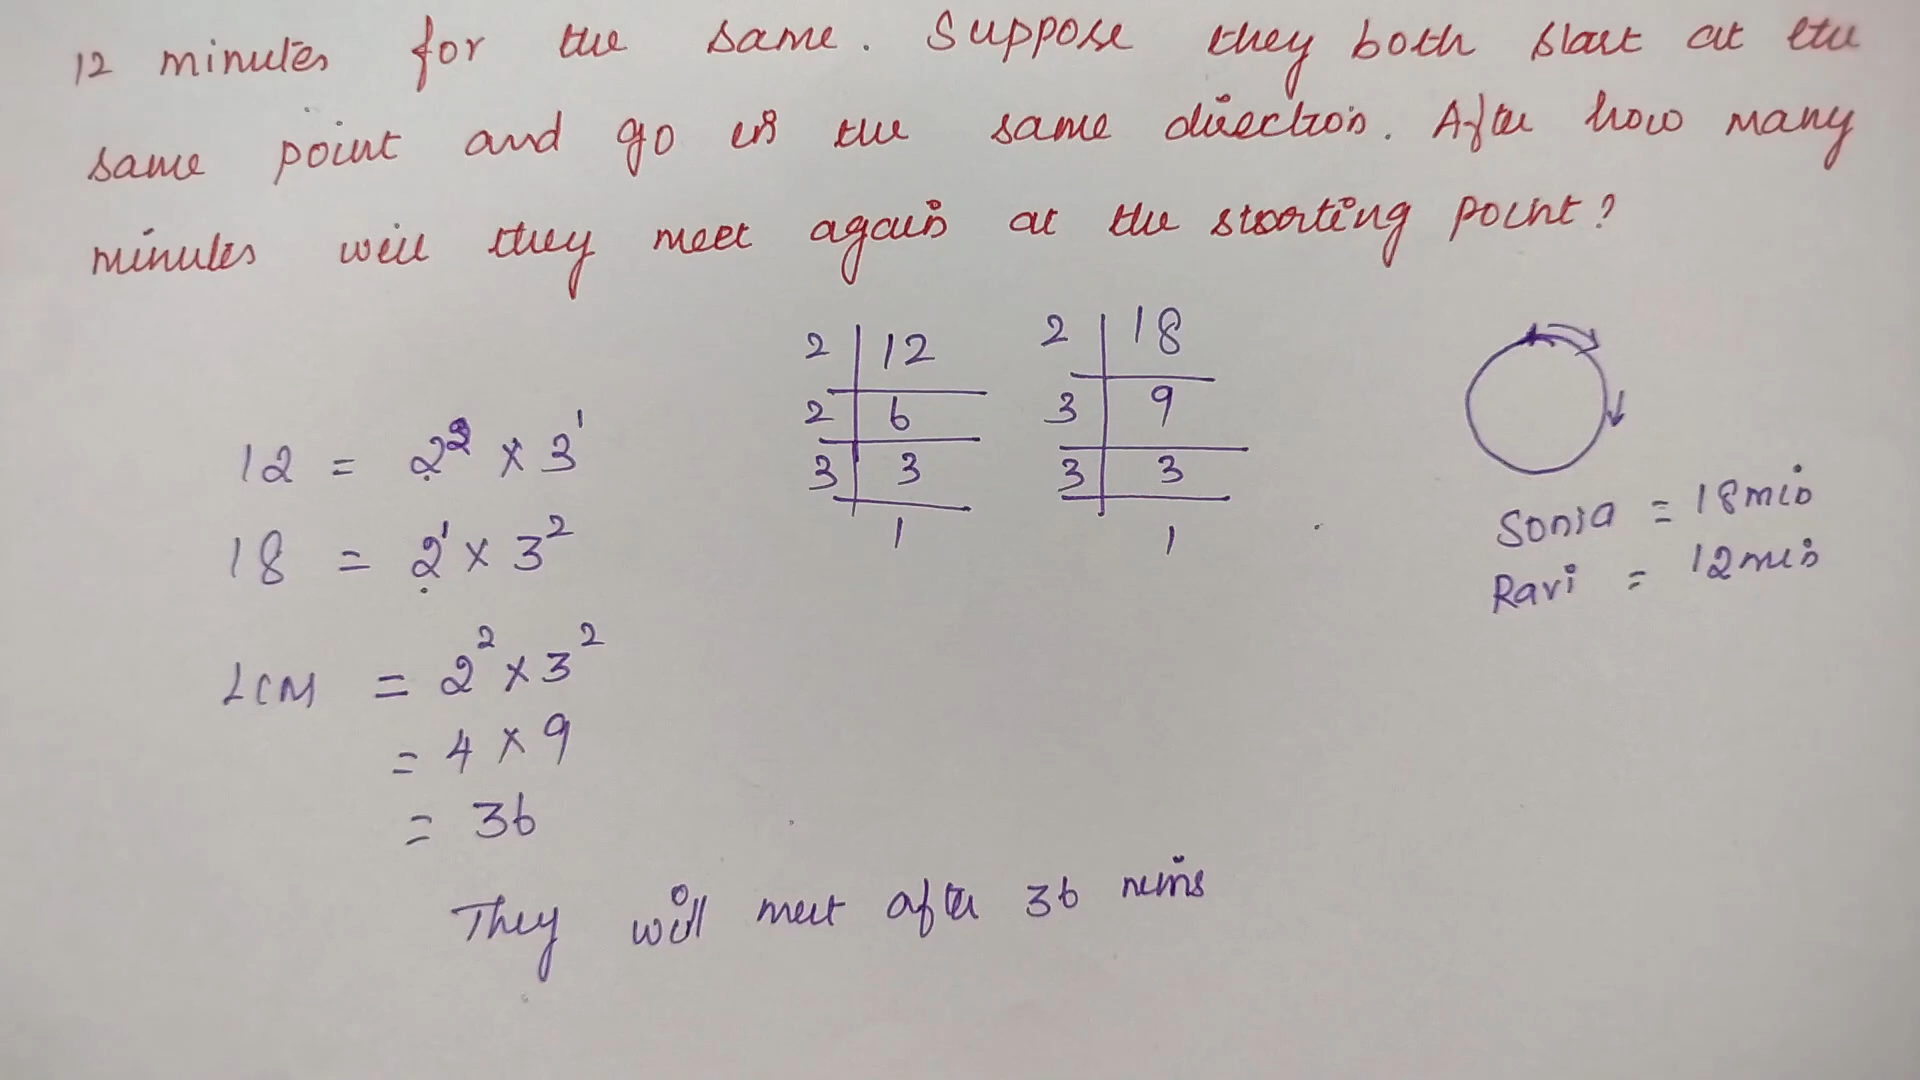 12 minutes for the same. Suppose they both start at the
same point and go in the same direction. After how many
minutes will they meet again at the starting point?
2 | 12
2 | 6
3 | 3
1
2 | 18
3 | 9
3 | 3
1
12 = 2² × 3¹
18 = 2¹ × 3²
LCM = 2² × 3²
= 4 × 9
= 36
They will meet after 36 mins
Sonia = 18 min
Ravi = 12 min